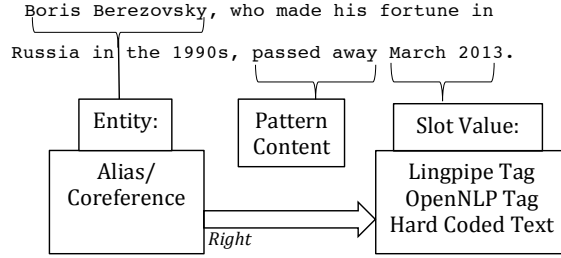 Boris Berezovsky, who made his fortune in
Russia in the 1990s, passed away March 2013.
Entity:
Alias/
Coreference
Pattern
Content
Slot Value:
Lingpipe Tag
OpenNLP Tag
Hard Coded Text
Right